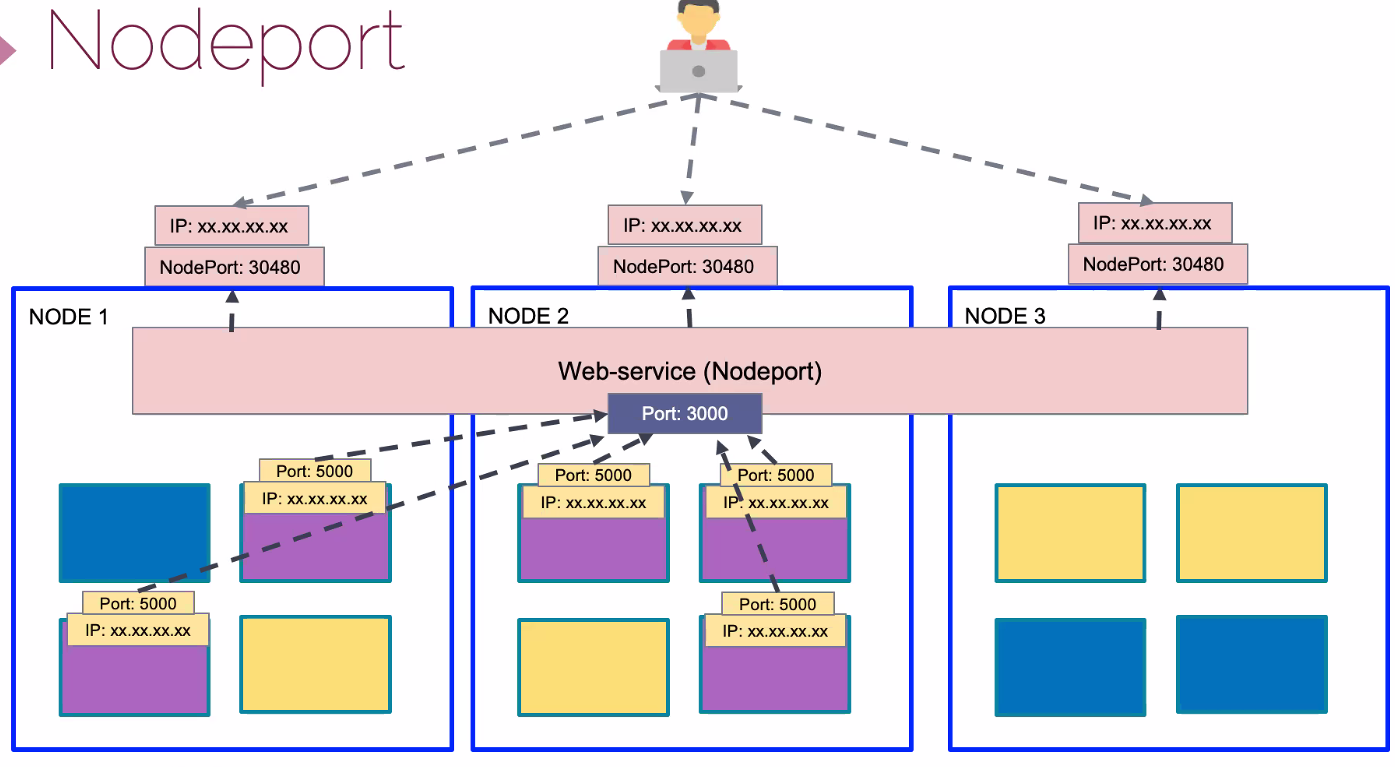 Nodeport
IP: xx.xx.xx.xx
IP: xx.xx.xx.xx
IP: xx.xx.xx.xx
NodePort: 30480
NodePort: 30480
NodePort: 30480
NODE 1
NODE 2
NODE 3
Web-service (Nodeport)
Port: 3000
Port: 5000
IP: xx.xx.xx.xx
Port: 5000
IP: xx.xx.xx.xx
Port: 5000
IP: xx.xx.xx.xx
Port: 5000
IP: xx.xx.xx.xx
Port: 5000
IP: xx.xx.xx.xx